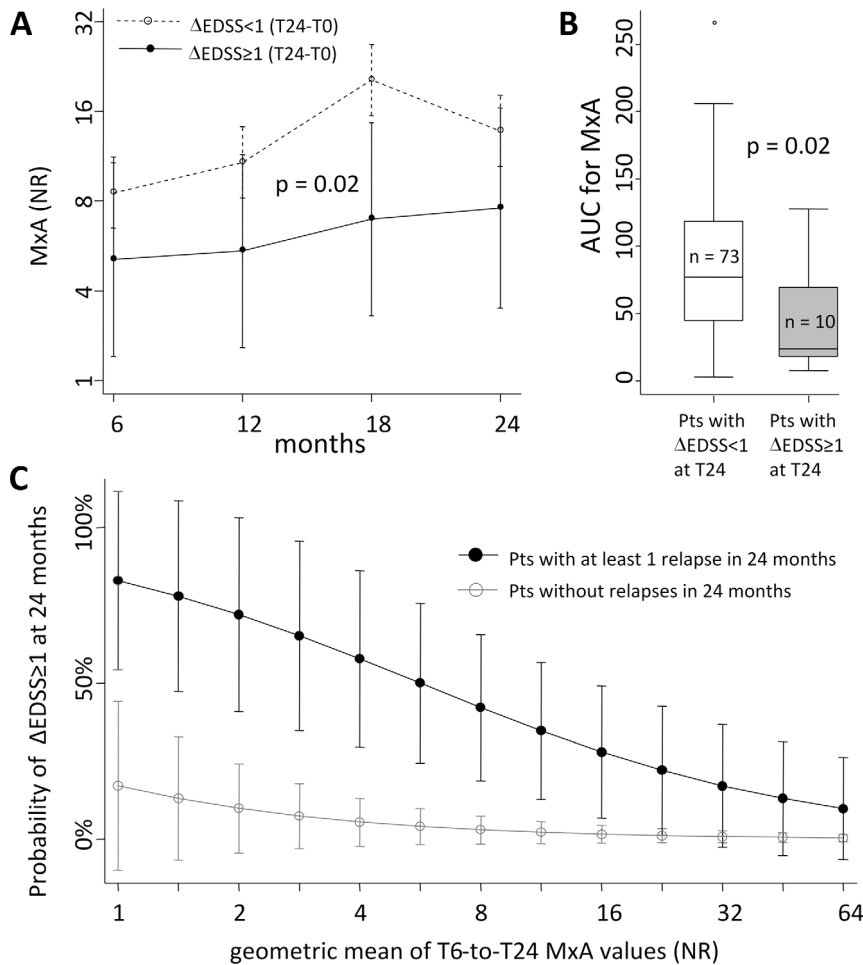 A
ΔEDSS<1 (T24-T0)
ΔEDSS≥1 (T24-T0)
32
16
8
4
1
MxA (NR)
p = 0.02
6
12
18
24
months
B
250
200
150
100
50
0
AUC for MxA
p = 0.02
n = 73
n = 10
Pts with
ΔEDSS<1
at T24
Pts with
ΔEDSS≥1
at T24
C
100%
50%
0%
Probability of ΔEDSS≥1 at 24 months
Pts with at least 1 relapse in 24 months
Pts without relapses in 24 months
1
2
4
8
16
32
64
geometric mean of T6-to-T24 MxA values (NR)